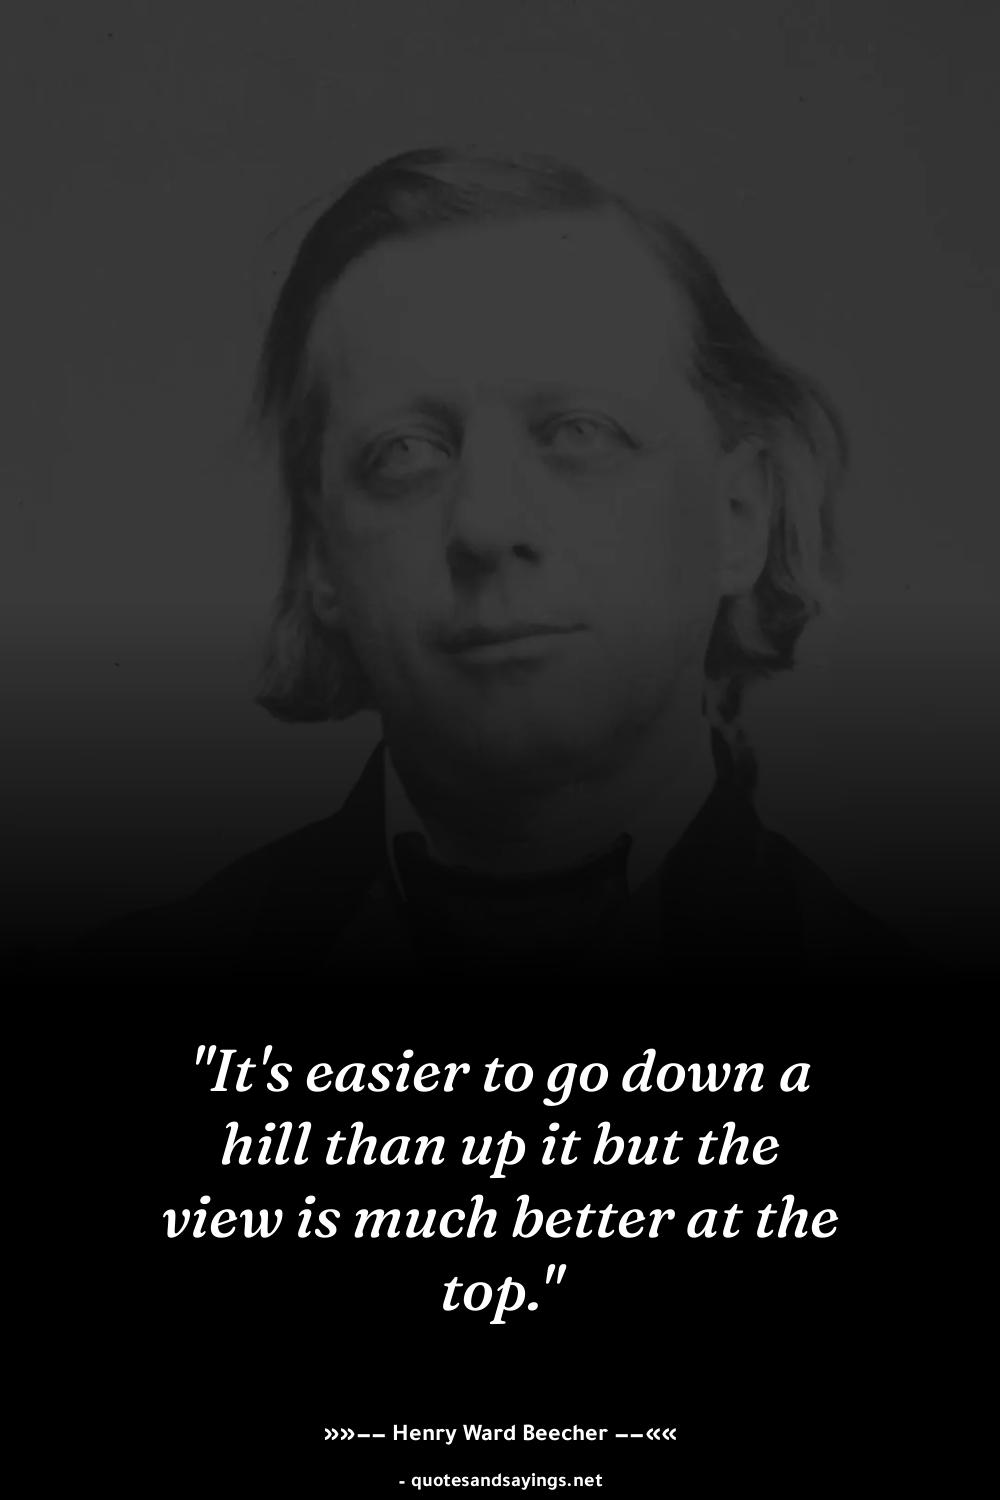 "It's easier to go down a
hill than up it but the
view is much better at the
top."
»»–– Henry Ward Beecher ––««
- quotesandsayings.net